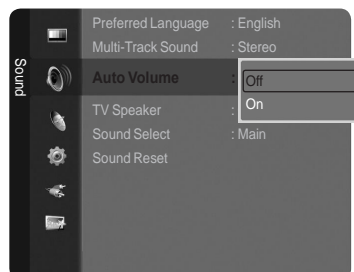 Sound
Preferred Language : English
Multi-Track Sound : Stereo
Auto Volume : Off
On
TV Speaker :
Sound Select : Main
Sound Reset